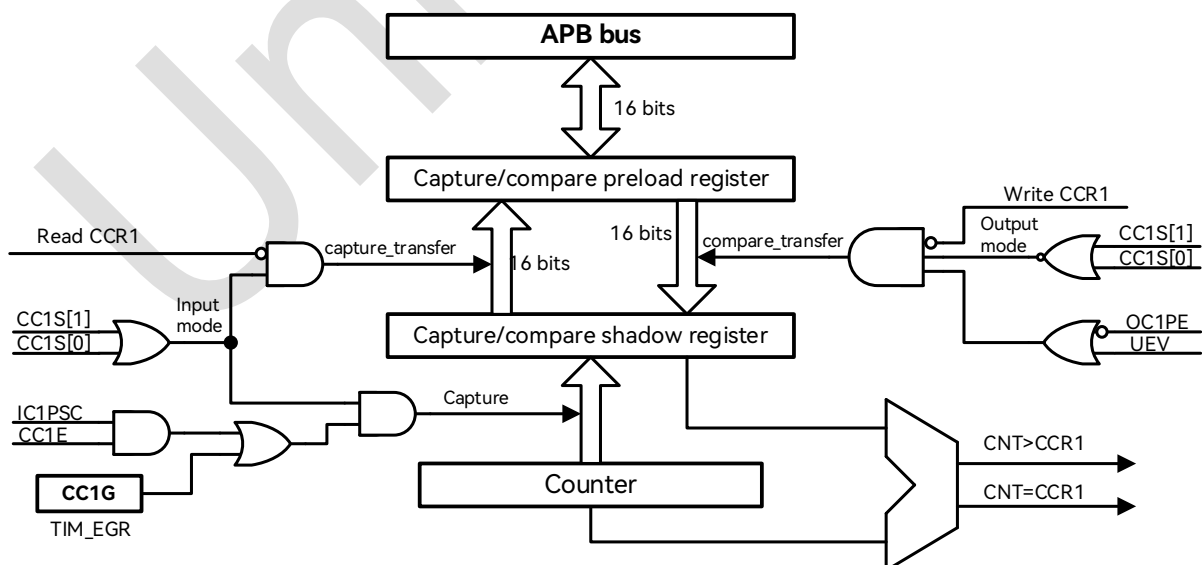 APB bus
16 bits
Capture/compare preload register
Write CCR1
Read CCR1
capture_transfer
16 bits
16 bits
compare_transfer
Output
mode
CC1S[1]
CC1S[0]
Input
mode
CC1S[1]
CC1S[0]
Capture/compare shadow register
OC1PE
UEV
IC1PSC
CC1E
Capture
CNT>CCR1
CC1G
Counter
CNT=CCR1
TIM_EGR
Uni